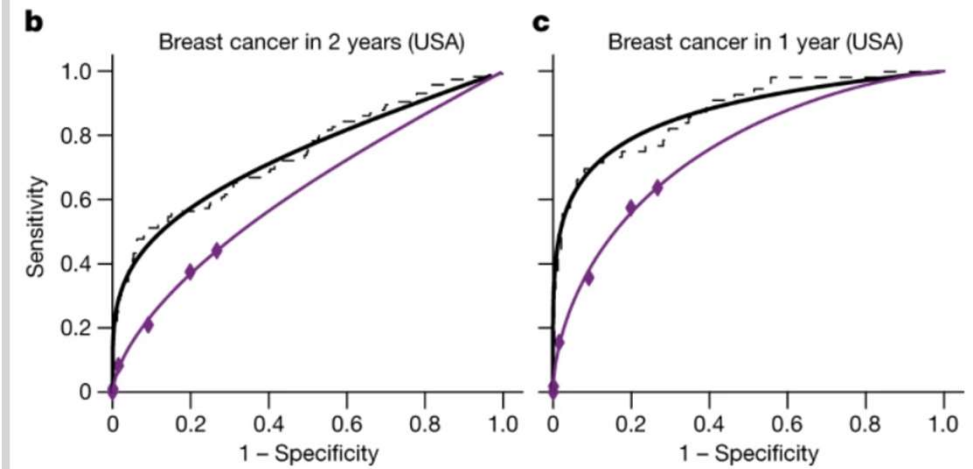 b
Breast cancer in 2 years (USA)
Sensitivity
1.0
0.8
0.6
0.4
0.2
0
0
0.2
0.4
0.6
0.8
1.0
1 – Specificity
c
Breast cancer in 1 year (USA)
0
0.2
0.4
0.6
0.8
1.0
1 – Specificity